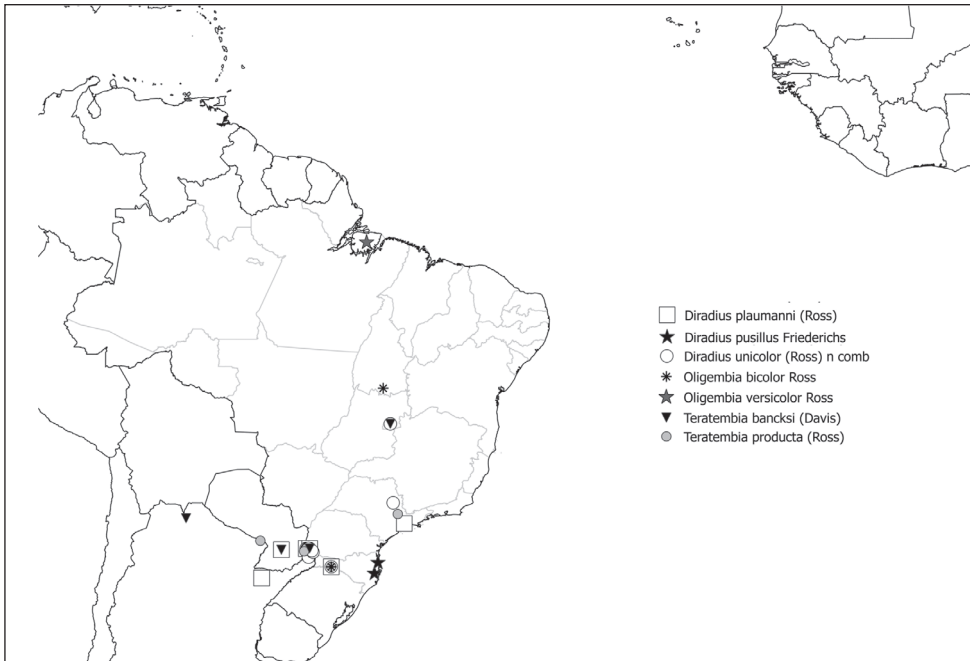 Diradius plaumanni (Ross)
Diradius pusillus Friederichs
Diradius unicolor (Ross) n comb
Oligembia bicolor Ross
Oligembia versicolor Ross
Teratembia bancksi (Davis)
Teratembia producta (Ross)